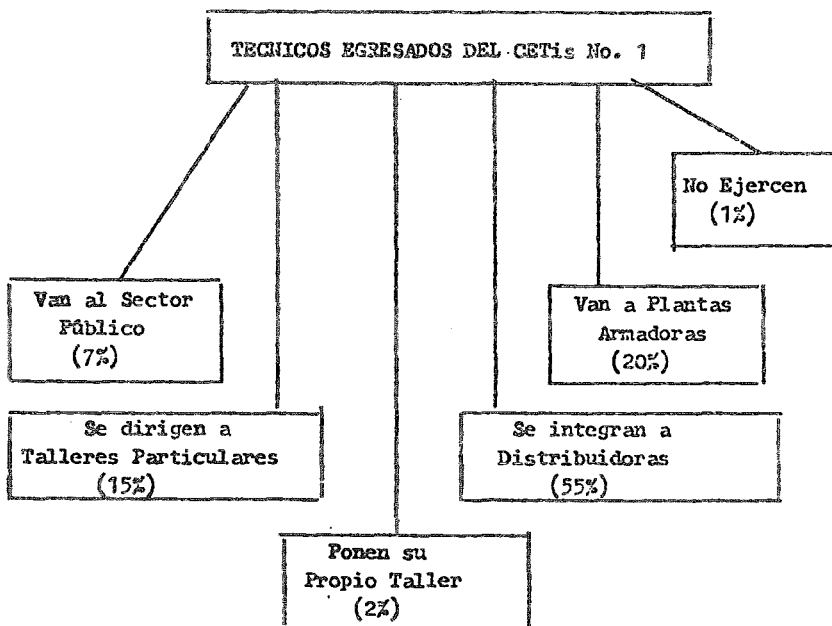 TECNICOS EGRESADOS DEL CETis No. 1
No Ejercen
(1%)
Van al Sector
Público
(7%)
Van a Plantas
Armadoras
(20%)
Se dirigen a
Talleres Particulares
(15%)
Se integran a
Distribuidoras
(55%)
Ponen su
Propio Taller
(2%)